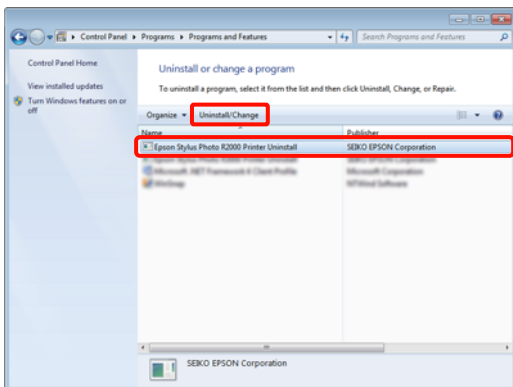 Control Panel Programs Programs and Features Search Programs and Features
Control Panel Home
View installed updates
Turn Windows features on or off
Uninstall or change a program
To uninstall a program, select it from the list and then click Uninstall, Change, or Repair.
Organize Uninstall/Change
Name Publisher
Epson Stylus Photo R2000 Printer Uninstall SEIKO EPSON Corporation
SEIKO EPSON Corporation